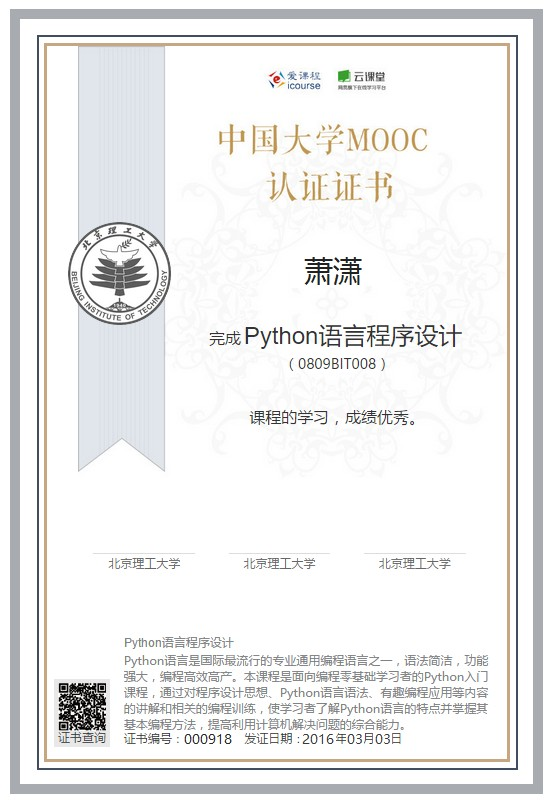 爱课程
icourse
云课堂
网易旗下在线学习平台
中国大学MOOC
认证证书
北京理工大学
BEIJING INSTITUTE OF TECHNOLOGY
萧潇
完成Python语言程序设计
（0809BIT008）
课程的学习，成绩优秀。
北京理工大学
北京理工大学
北京理工大学
Python语言程序设计
Python语言是国际最流行的专业通用编程语言之一，语法简洁，功能
强大，编程高效高产。本课程是面向编程零基础学习者的Python入门
课程，通过对程序设计思想、Python语言语法、有趣编程应用等内容
的讲解和相关的编程训练，使学习者了解Python语言的特点并掌握其
基本编程方法，提高利用计算机解决问题的综合能力。
证书查询
证书编号：000918 发证日期：2016年03月03日